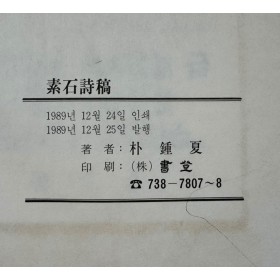 素石詩稿
1989년 12월 24일 인쇄
1989년 12월 25일 발행
著 者: 朴 鍾 夏
印 刷: (株) 書
☎ 738-7807~8